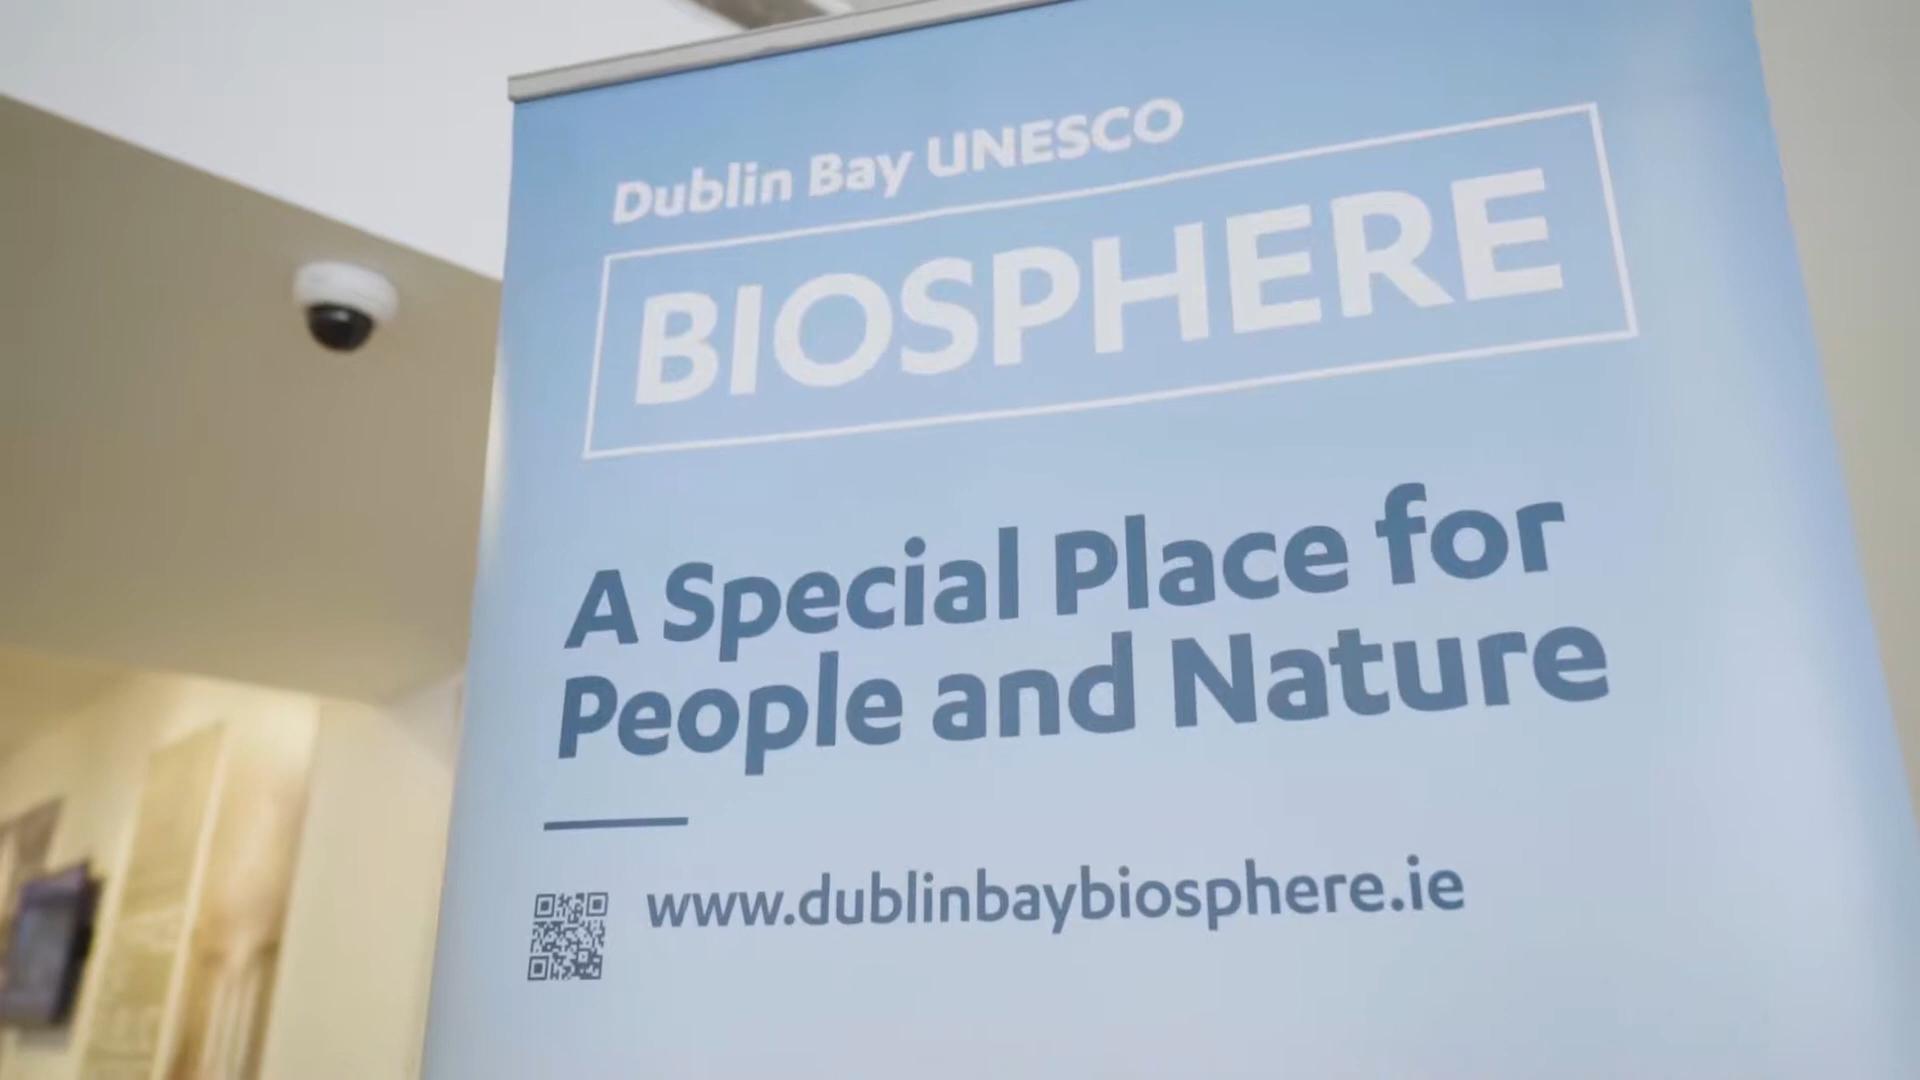 Dublin Bay UNESCO
BIOSPHERE
A Special Place for
People and Nature
www.dublinbaybiosphere.ie